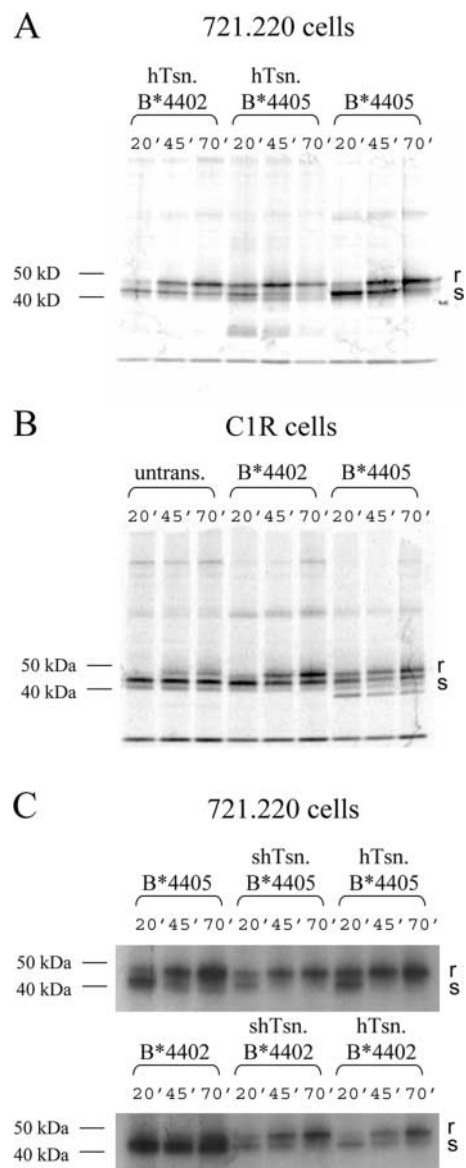 A
721.220 cells
hTsn. hTsn.
B*4402 B*4405 B*4405
20'45'70' 20'45'70' 20'45'70'
50 kD r
40 kD s
B
C1R cells
untrans. B*4402 B*4405
20'45'70' 20'45'70' 20'45'70'
50 kDa r
40 kDa s
C
721.220 cells
shTsn. hTsn.
B*4405 B*4405 B*4405
20'45'70' 20'45'70' 20'45'70'
50 kDa r
40 kDa s
shTsn. hTsn.
B*4402 B*4402 B*4402
20'45'70' 20'45'70' 20'45'70'
50 kDa r
40 kDa s